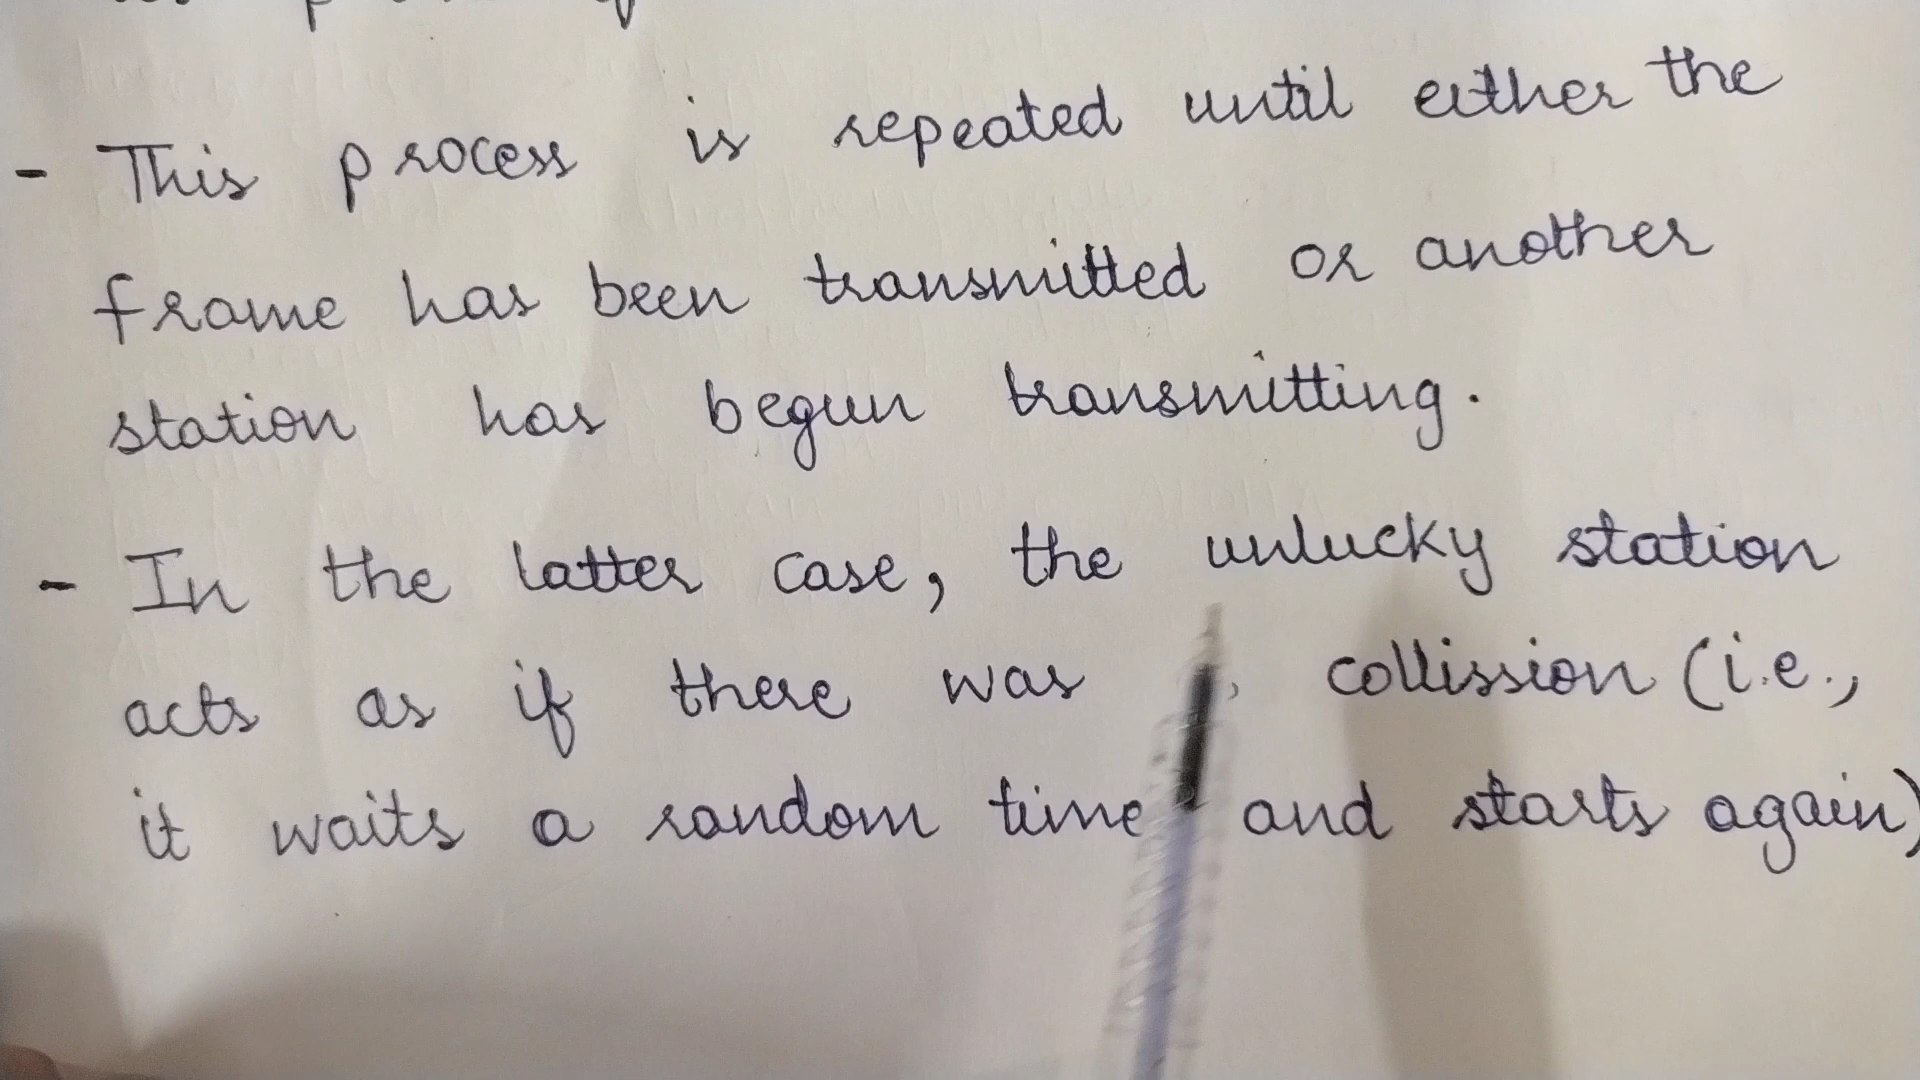 - This process is repeated until either the
frame has been transmitted or another
station has begun transmitting.
- In the latter case, the unlucky station
acts as if there was collission (i.e.,
it waits a random time and starts again)